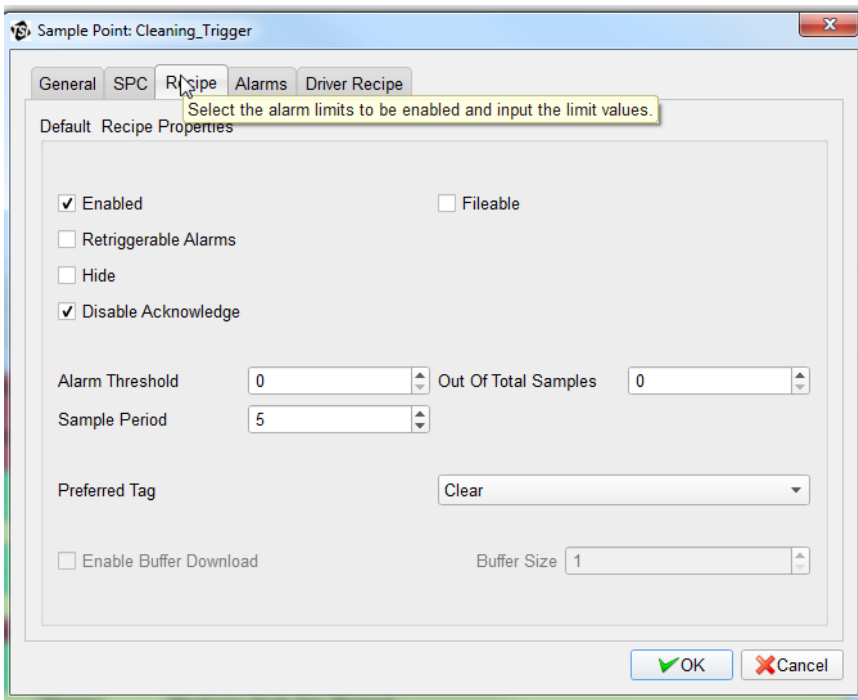 TSI Sample Point: Cleaning_Trigger
General SPC Recipe Alarms Driver Recipe
Select the alarm limits to be enabled and input the limit values.
Default Recipe Properties
Enabled Fileable
Retriggerable Alarms
Hide
Disable Acknowledge
Alarm Threshold 0 Out Of Total Samples 0
Sample Period 5
Preferred Tag Clear
Enable Buffer Download Buffer Size 1
OK Cancel